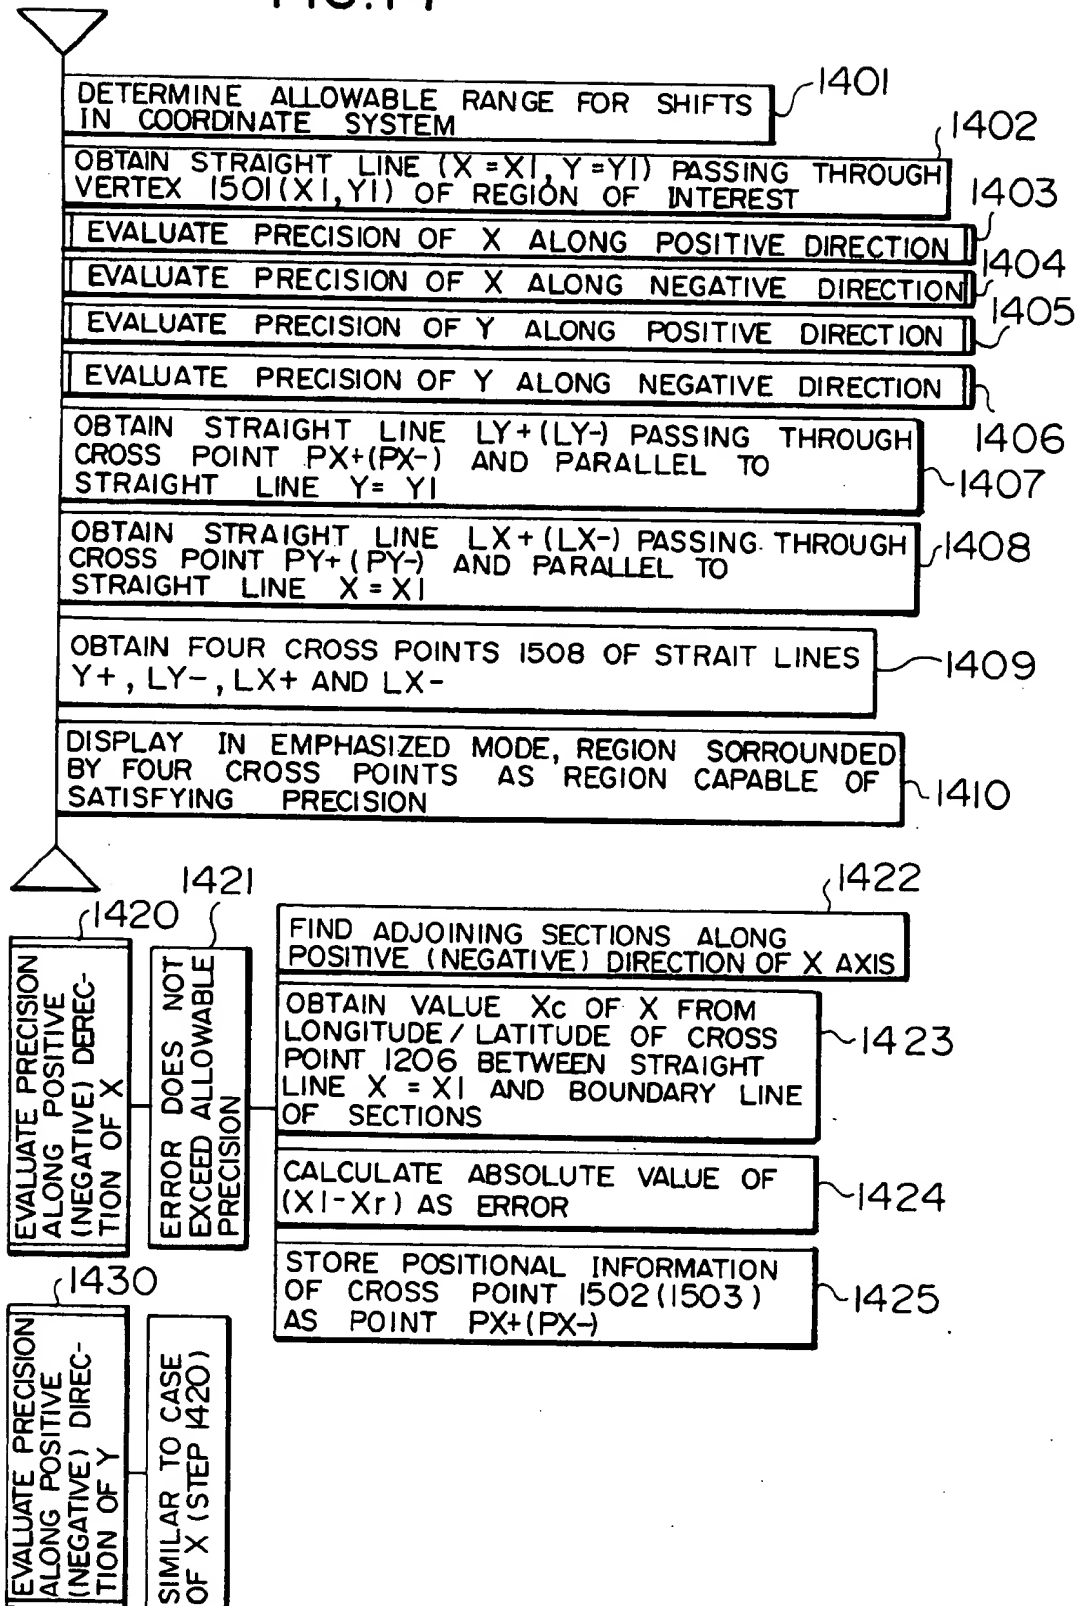 FIG.14
DETERMINE ALLOWABLE RANGE FOR SHIFTS
IN COORDINATE SYSTEM
1401
OBTAIN STRAIGHT LINE (X=X1, Y=Y1) PASSING THROUGH
VERTEX 1501(X1,Y1) OF REGION OF INTEREST
1402
EVALUATE PRECISION OF X ALONG POSITIVE DIRECTION
1403
EVALUATE PRECISION OF X ALONG NEGATIVE DIRECTION
1404
EVALUATE PRECISION OF Y ALONG POSITIVE DIRECTION
1405
EVALUATE PRECISION OF Y ALONG NEGATIVE DIRECTION
1406
OBTAIN STRAIGHT LINE LY+(LY-) PASSING THROUGH
CROSS POINT PX+(PX-) AND PARALLEL TO
STRAIGHT LINE Y= Y1
1407
OBTAIN STRAIGHT LINE LX+(LX-) PASSING THROUGH
CROSS POINT PY+(PY-) AND PARALLEL TO
STRAIGHT LINE X = X1
1408
OBTAIN FOUR CROSS POINTS 1508 OF STRAIT LINES
Y+, LY-, LX+ AND LX-
1409
DISPLAY IN EMPHASIZED MODE, REGION SORROUNDED
BY FOUR CROSS POINTS AS REGION CAPABLE OF
SATISFYING PRECISION
1410
1420
EVALUATE PRECISION
ALONG POSITIVE
(NEGATIVE) DEREC-
TION OF X
1421
ERROR DOES NOT
EXCEED ALLOWABLE
PRECISION
1422
FIND ADJOINING SECTIONS ALONG
POSITIVE (NEGATIVE) DIRECTION OF X AXIS
OBTAIN VALUE Xc OF X FROM
LONGITUDE/LATITUDE OF CROSS
POINT 1206 BETWEEN STRAIGHT
LINE X = X1 AND BOUNDARY LINE
OF SECTIONS
1423
CALCULATE ABSOLUTE VALUE OF
(X1-Xr) AS ERROR
1424
STORE POSITIONAL INFORMATION
OF CROSS POINT 1502(1503)
AS POINT PX+(PX-)
1425
1430
EVALUATE PRECISION
ALONG POSITIVE
(NEGATIVE) DIREC-
TION OF Y
SIMILAR TO CASE
OF X (STEP 1420)